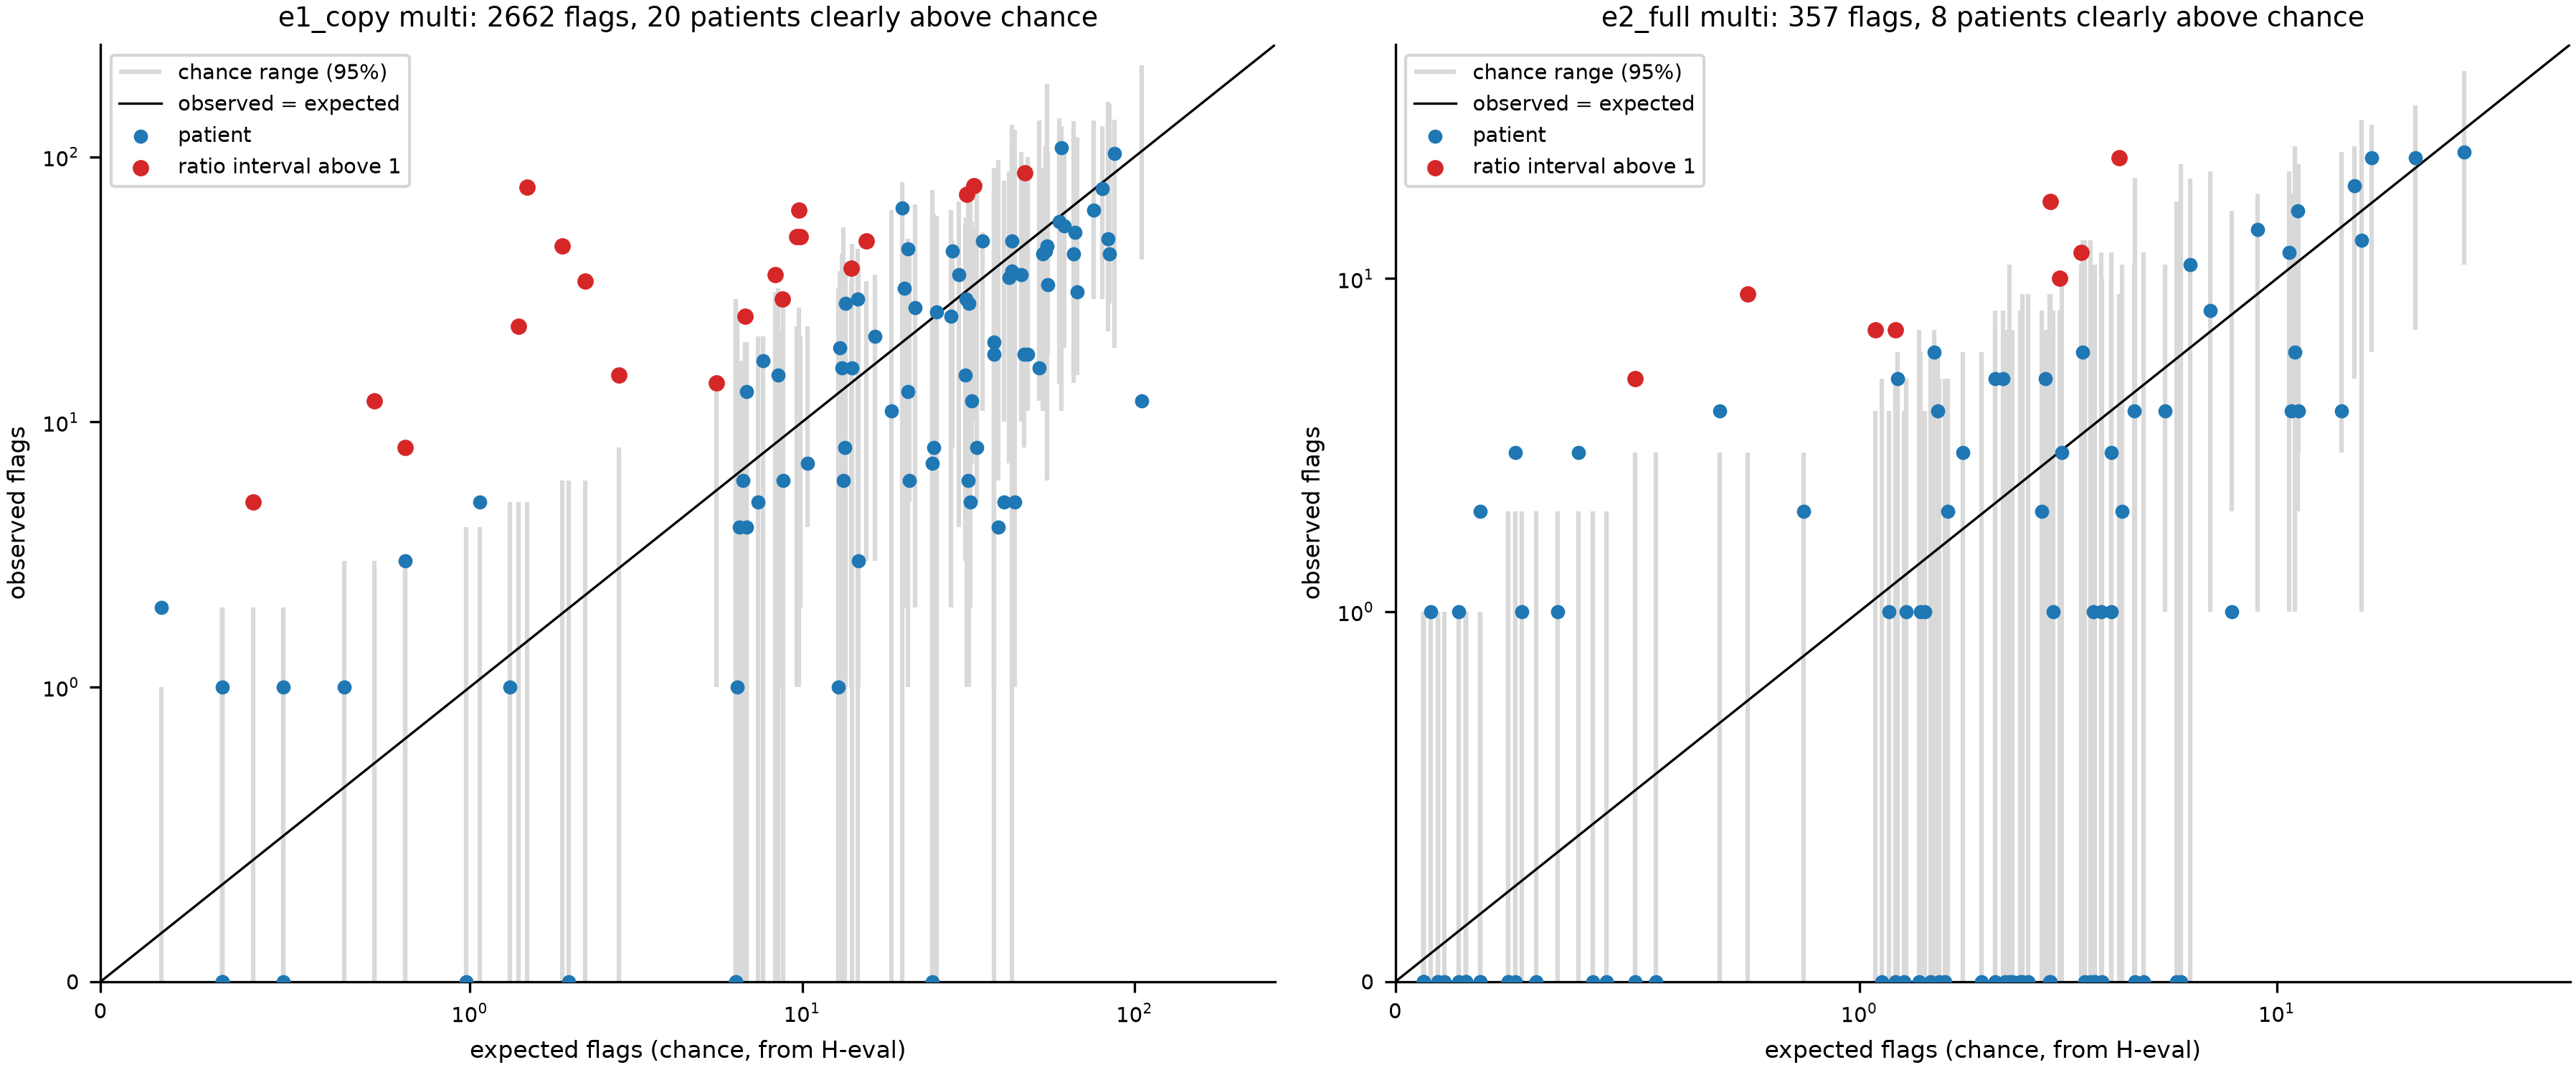 e1_copy multi: 2662 flags, 20 patients clearly above chance
chance range (95%)
observed = expected
patient
ratio interval above 1
observed flags
10²
10¹
10⁰
0
0
10⁰
10¹
10²
expected flags (chance, from H-eval)
e2_full multi: 357 flags, 8 patients clearly above chance
chance range (95%)
observed = expected
patient
ratio interval above 1
observed flags
10¹
10⁰
0
0
10⁰
10¹
expected flags (chance, from H-eval)